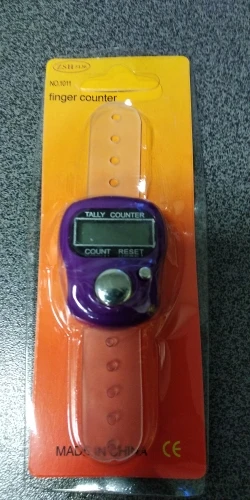 NO.1011
finger counter
TALLY COUNTER
COUNT RESET
MADE IN CHINA CE